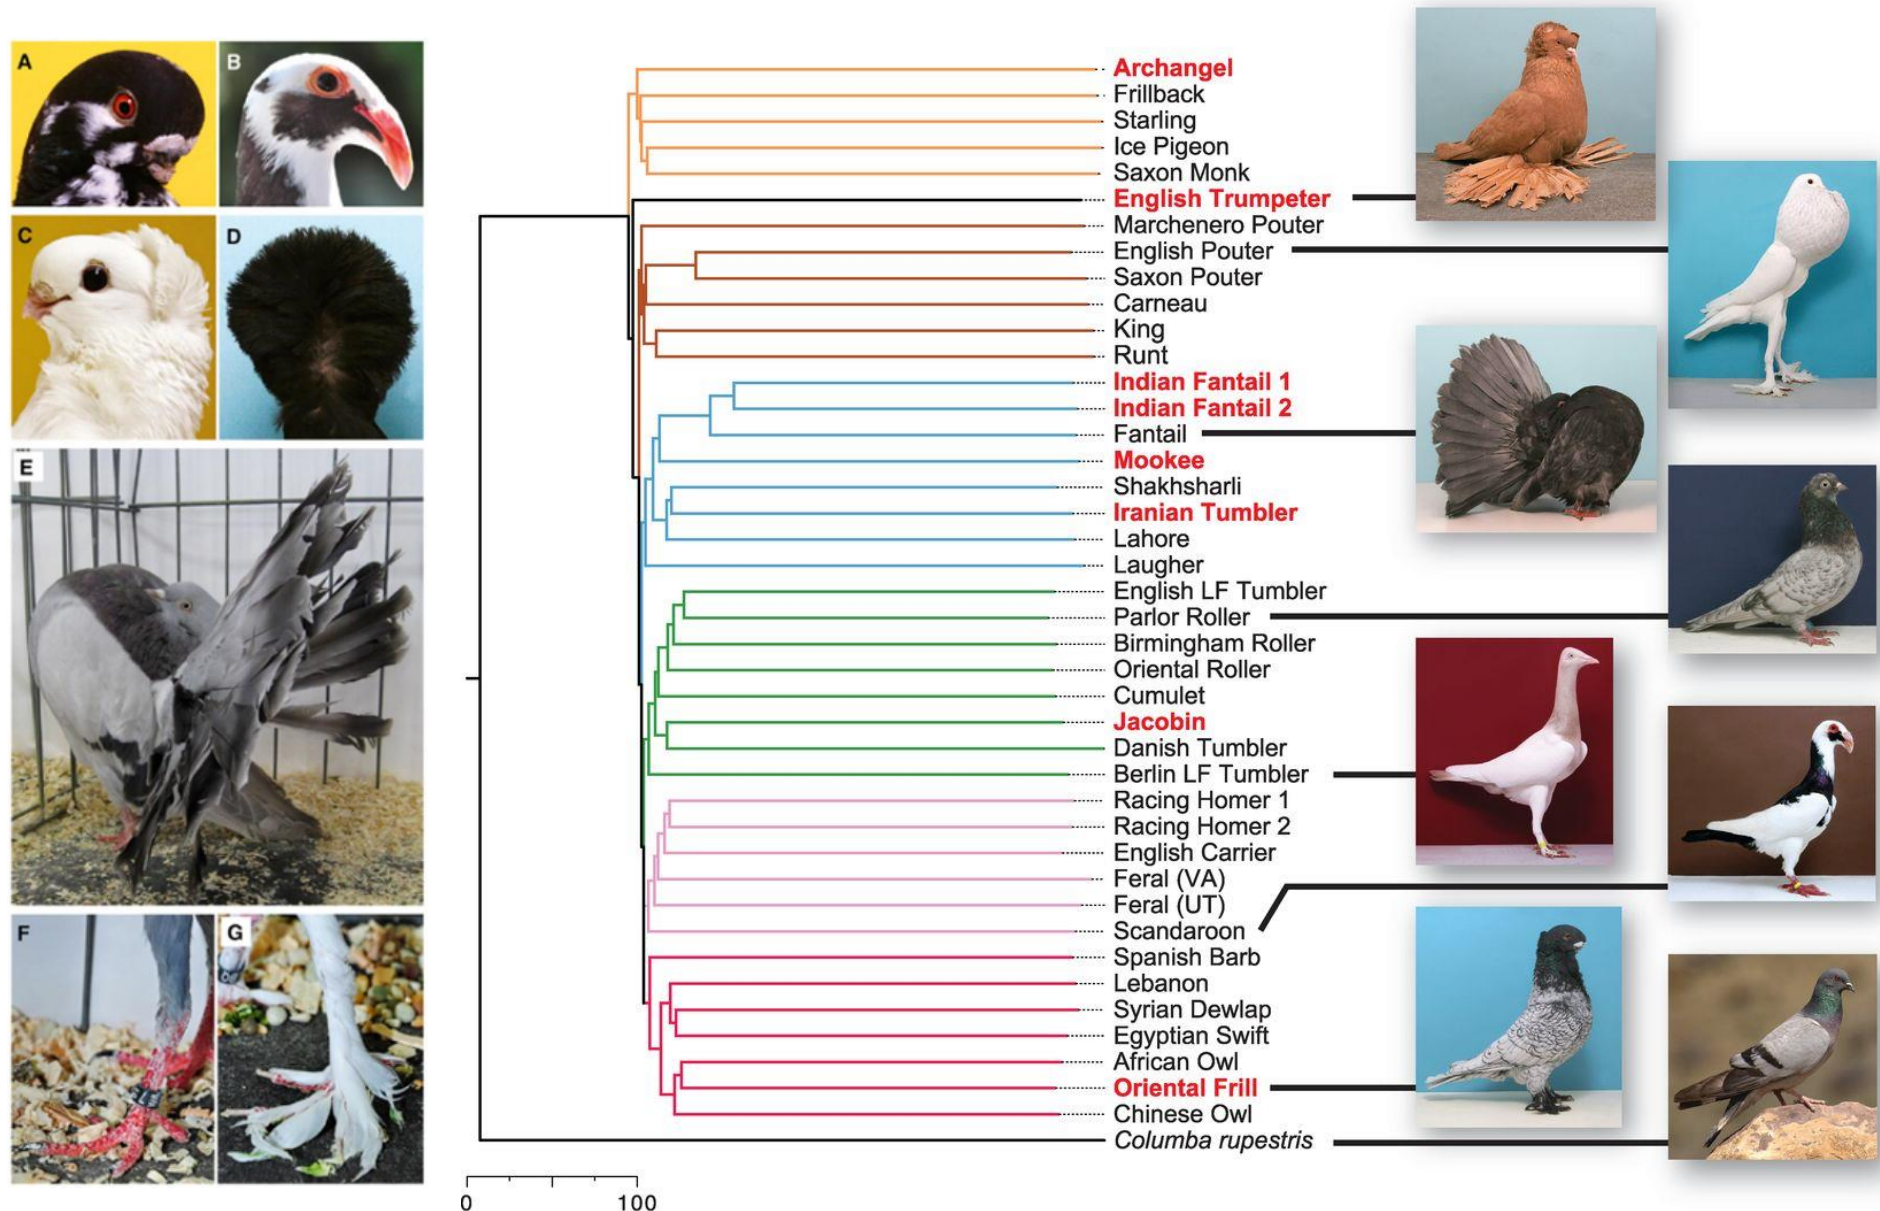 A
B
C
D
E
F
G
Archangel
Frillback
Starling
Ice Pigeon
Saxon Monk
English Trumpeter
Marchenero Pouter
English Pouter
Saxon Pouter
Carneau
King
Runt
Indian Fantail 1
Indian Fantail 2
Fantail
Mookee
Shakhsharli
Iranian Tumbler
Lahore
Laugher
English LF Tumbler
Parlor Roller
Birmingham Roller
Oriental Roller
Cumulet
Jacobin
Danish Tumbler
Berlin LF Tumbler
Racing Homer 1
Racing Homer 2
English Carrier
Feral (VA)
Feral (UT)
Scandaroon
Spanish Barb
Lebanon
Syrian Dewlap
Egyptian Swift
African Owl
Oriental Frill
Chinese Owl
Columba rupestris
0 100